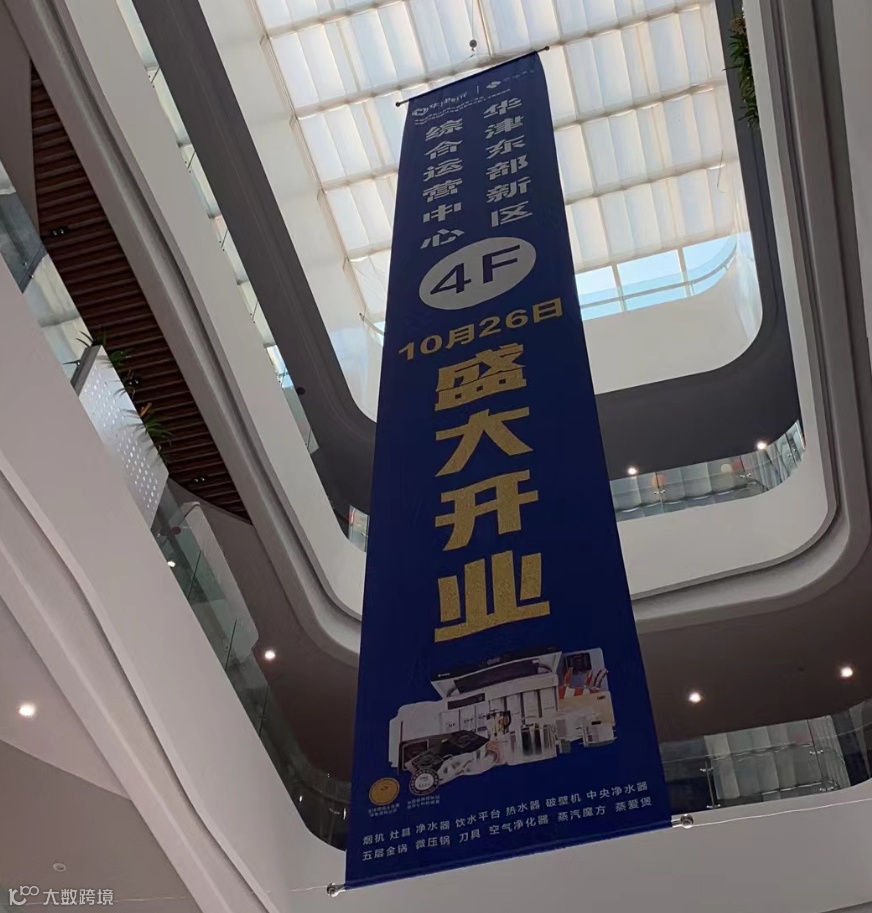 华津东部新区
综合运营中心
4F
10月26日
盛大开业
烟机 灶具 净水器 饮水平台 热水器 破壁机 中央净水器
五层金锅 微压锅 刀具 空气净化器 蒸汽魔方 蒸爱煲
大数跨境